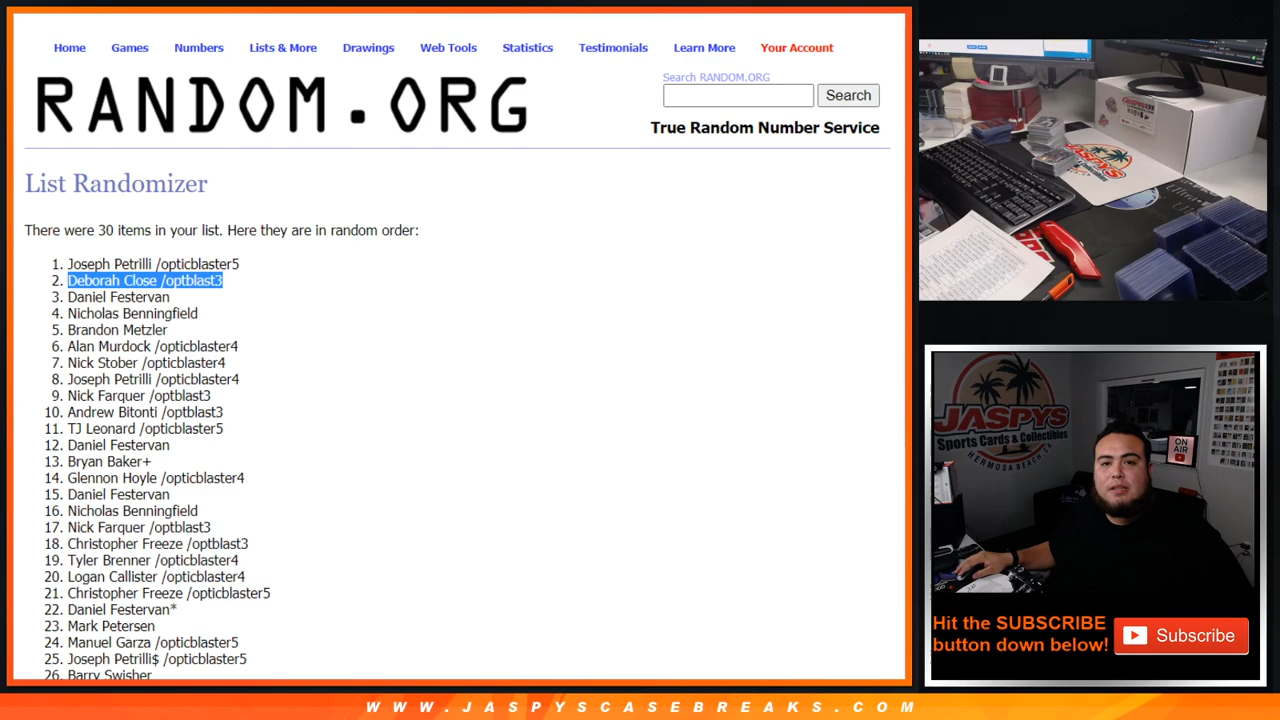 Home Games Numbers Lists & More Drawings Web Tools Statistics Testimonials Learn More Your Account
RANDOM.ORG
Search RANDOM.ORG
Search
True Random Number Service
List Randomizer
There were 30 items in your list. Here they are in random order:
1. Joseph Petrilli /opticblaster5
2. Deborah Close /optblast3
3. Daniel Festervan
4. Nicholas Benningfield
5. Brandon Metzler
6. Alan Murdock /opticblaster4
7. Nick Stober /opticblaster4
8. Joseph Petrilli /opticblaster4
9. Nick Farquer /optblast3
10. Andrew Bitonti /optblast3
11. TJ Leonard /opticblaster5
12. Daniel Festervan
13. Bryan Baker+
14. Glennon Hoyle /opticblaster4
15. Daniel Festervan
16. Nicholas Benningfield
17. Nick Farquer /optblast3
18. Christopher Freeze /optblast3
19. Tyler Brenner /opticblaster4
20. Logan Callister /opticblaster4
21. Christopher Freeze /opticblaster5
22. Daniel Festervan*
23. Mark Petersen
24. Manuel Garza /opticblaster5
25. Joseph Petrilli$ /opticblaster5
26. Barry Swisher
JASPYS
JASPYS
Sports Cards & Collectibles
HERMOSA BEACH, CA
ON
AIR
Hit the SUBSCRIBE
button down below!
Subscribe
WWW.JASPYSCASEBREAKS.COM